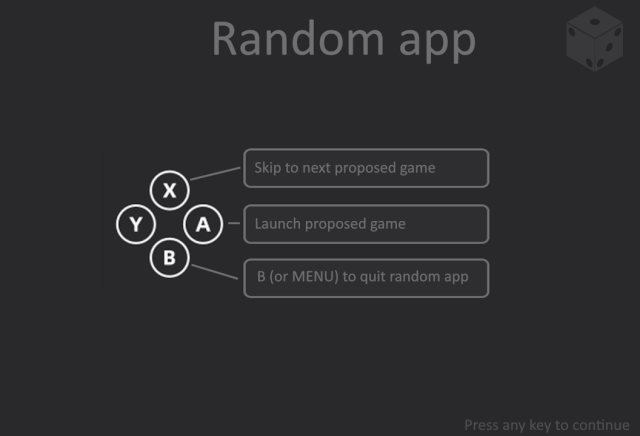 Random app
X
Skip to next proposed game
Y
A
Launch proposed game
B
B (or MENU) to quit random app
Press any key to continue